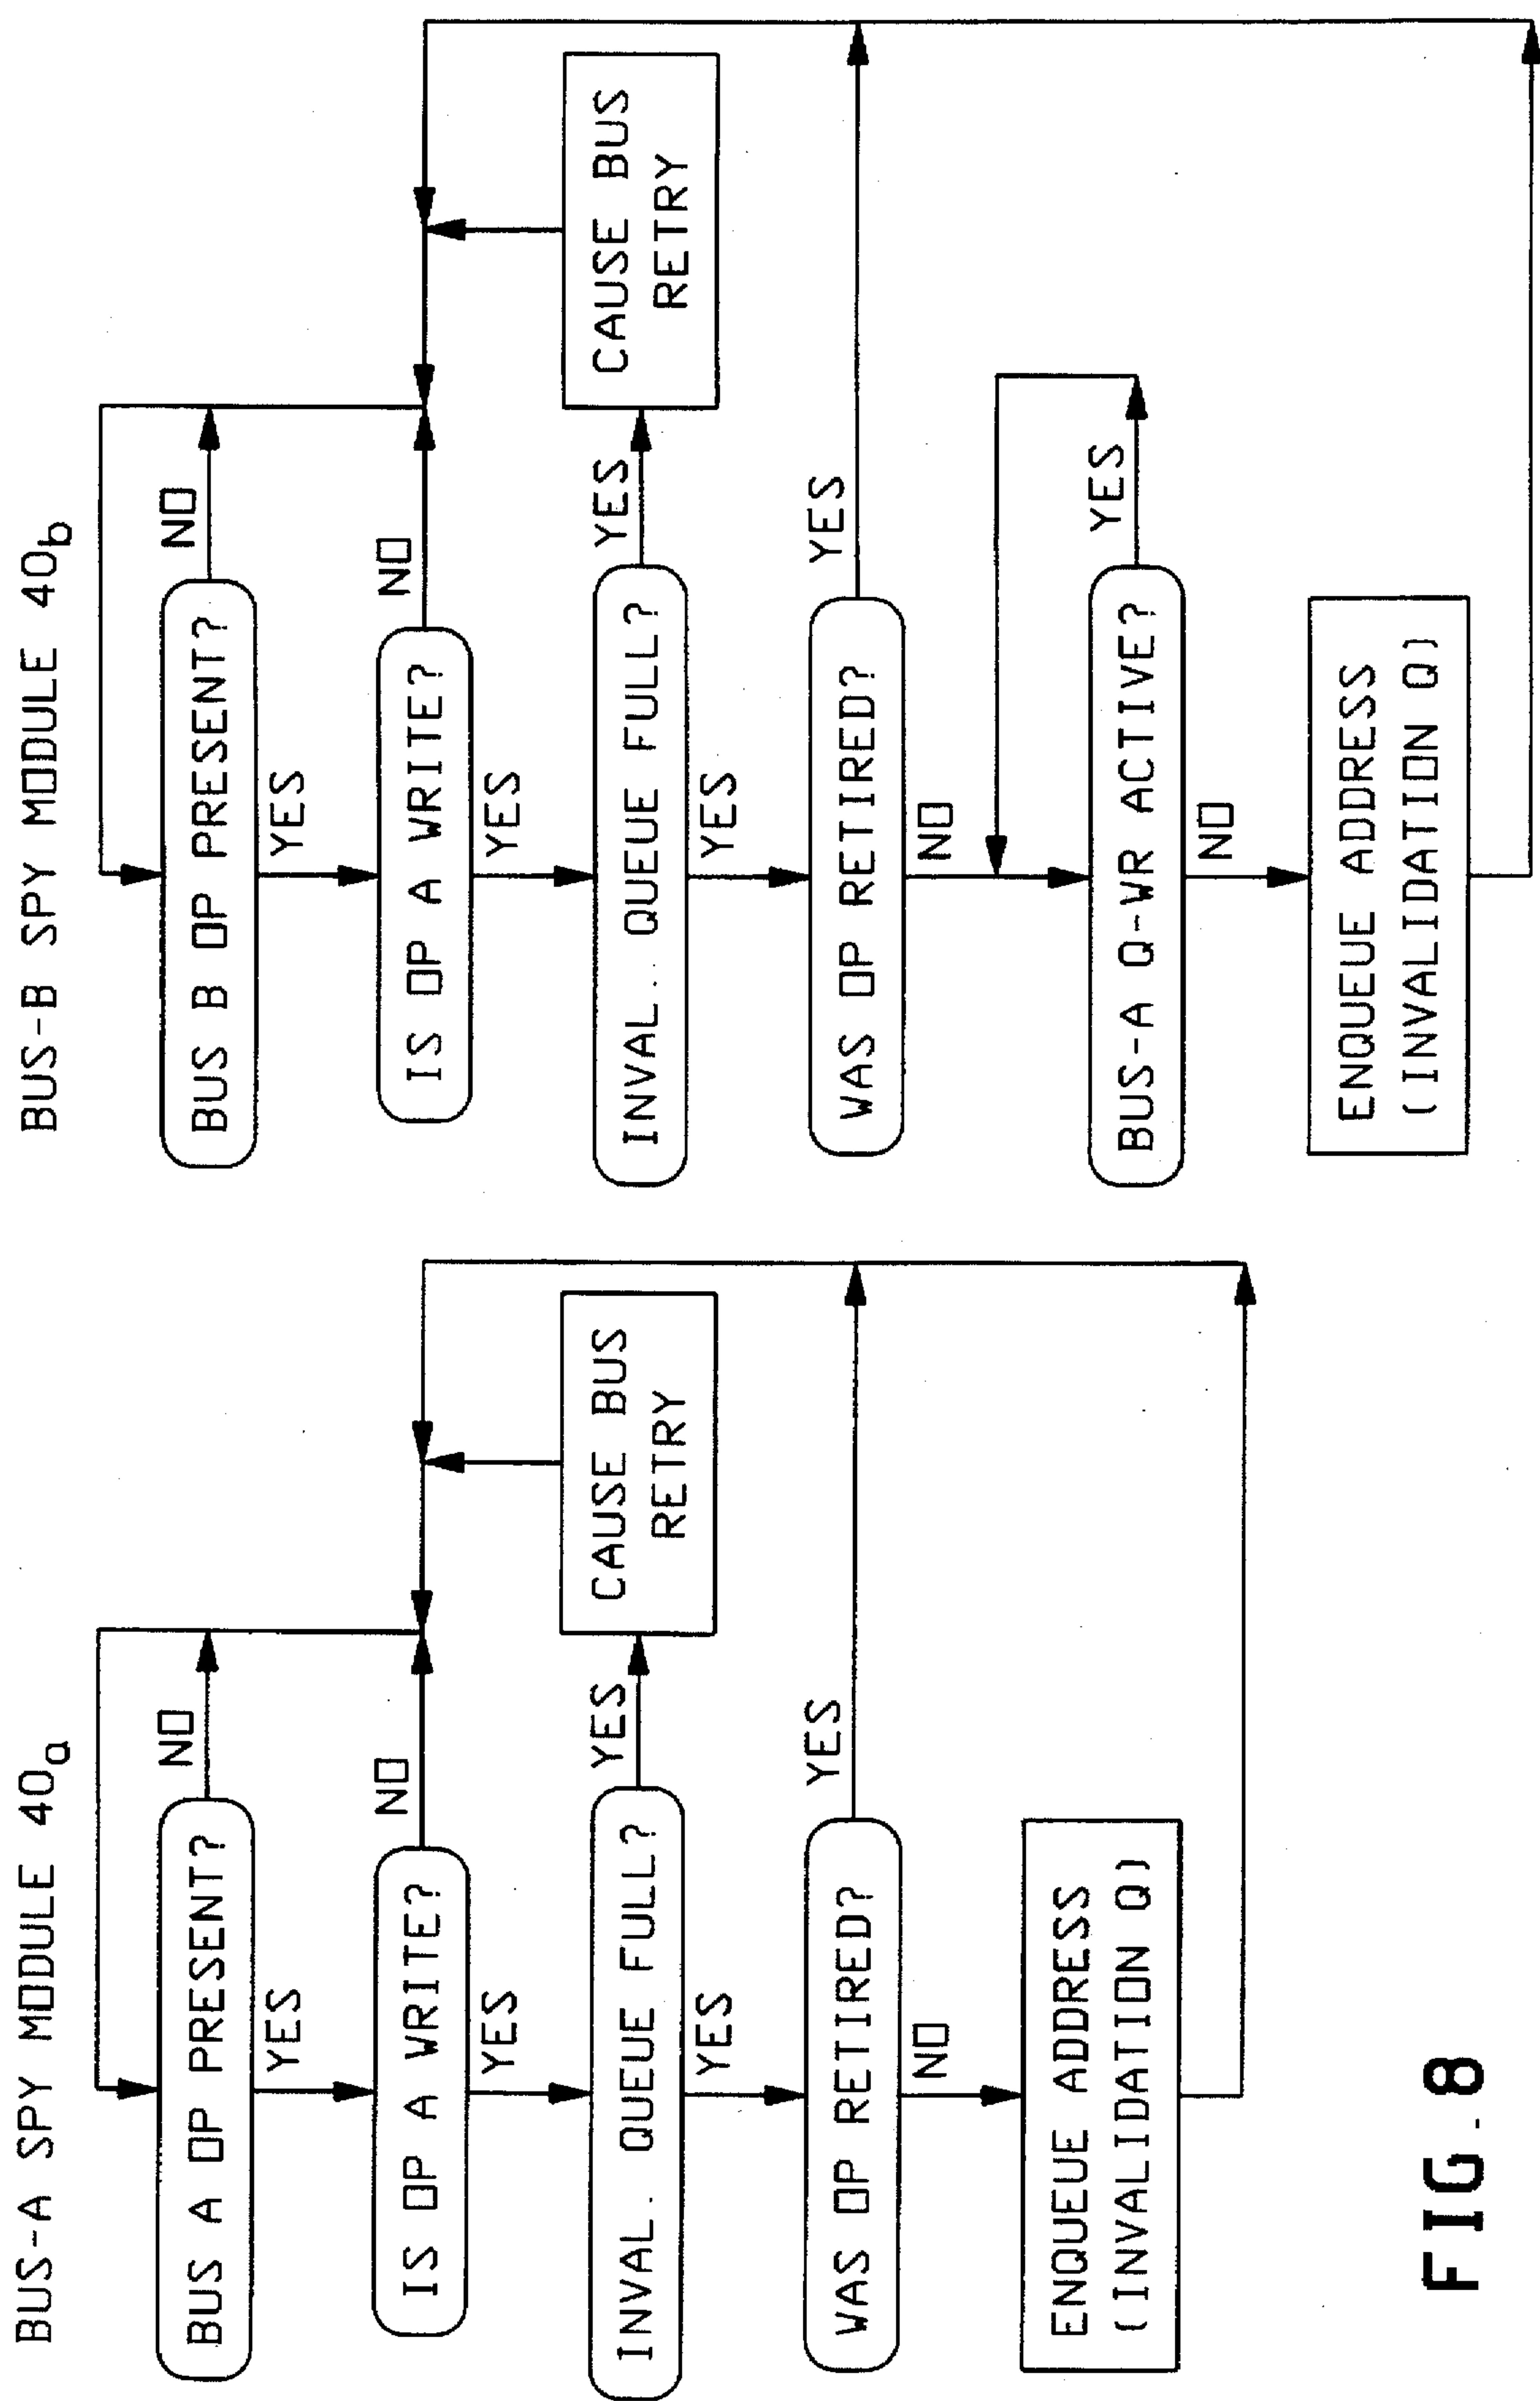 BUS-A SPY MODULE 40a
BUS A OP PRESENT?
NO
YES
IS OP A WRITE?
NO
YES
INVAL. QUEUE FULL?
YES
CAUSE BUS
RETRY
YES
WAS OP RETIRED?
YES
NO
ENQUEUE ADDRESS
(INVALIDATION Q)
BUS-B SPY MODULE 40b
BUS B OP PRESENT?
NO
YES
IS OP A WRITE?
NO
YES
INVAL.. QUEUE FULL?
YES
CAUSE BUS
RETRY
YES
WAS OP RETIRED?
YES
NO
BUS-A Q-WR ACTIVE?
YES
NO
ENQUEUE ADDRESS
(INVALIDATION Q)
FIG.8